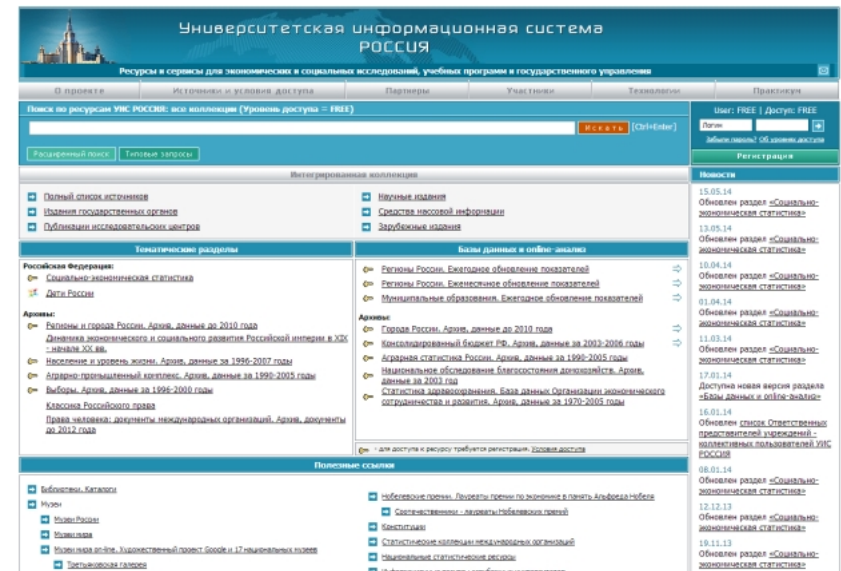 Университетская информационная система
РОССИЯ
Ресурсы и сервисы для экономических и социальных исследований, учебных программ и государственного управления
О проекте
Источники и условия доступа
Партнеры
Участники
Технологии
Практикум
Поиск по ресурсам УИС РОССИЯ: все коллекции (Уровень доступа = FREE)
Искать [Ctrl+Enter]
Расширенный поиск Типовые запросы
User: FREE | Доступ: FREE
Логин
Забыли пароль? Об уровнях доступа
Регистрация
Интегрированная коллекция
Полный список источников
Издания государственных органов
Публикации исследовательских центров
Научные издания
Средства массовой информации
Зарубежные издания
Тематические разделы
Российская Федерация:
Социально-экономическая статистика
Дети России
Архивы:
Регионы и города России. Архив, данные до 2010 года
Динамика экономического и социального развития Российской империи в XIX
- начале XX вв.
Население и уровень жизни. Архив, данные за 1996-2007 годы
Аграрно-промышленный комплекс. Архив, данные за 1990-2005 годы
Выборы. Архив, данные за 1996-2000 годы
Классика Российского права
Права человека: документы международных организаций. Архив, документы
до 2012 года
Базы данных и online-анализ
Регионы России. Ежегодное обновление показателей
Регионы России. Ежемесячное обновление показателей
Муниципальные образования. Ежегодное обновление показателей
Архивы:
Города России. Архив, данные до 2010 года
Консолидированный бюджет РФ. Архив, данные за 2003-2006 годы
Аграрная статистика России. Архив, данные за 1990-2005 годы
Национальное обследование благосостояния домохозяйств. Архив,
данные за 2003 год
Статистика здравоохранения. База данных Организации экономического
сотрудничества и развития. Архив, данные за 1970-2005 годы
- для доступа к ресурсу требуется регистрация. Условия доступа
Полезные ссылки
Библиотеки. Каталоги
Музеи
Музеи России
Музеи мира
Музеи мира on-line. Художественный проект Google и 17 национальных музеев
Третьяковская галерея
Нобелевские премии. Лауреаты премии по экономике в память Альфреда Нобеля
Соотечественники - лауреаты Нобелевских премий
Конституции
Статистические коллекции международных организаций
Национальные статистические ресурсы
Новости
15.05.14
Обновлен раздел «Социально-
экономическая статистика»
13.05.14
Обновлен раздел «Социально-
экономическая статистика»
10.04.14
Обновлен раздел «Социально-
экономическая статистика»
01.04.14
Обновлен раздел «Социально-
экономическая статистика»
11.03.14
Обновлен раздел «Социально-
экономическая статистика»
17.01.14
Доступна новая версия раздела
«Базы данных и online-анализ»
16.01.14
Обновлен список Ответственных
представителей учреждений -
коллективных пользователей УИС
РОССИЯ
08.01.14
Обновлен раздел «Социально-
экономическая статистика»
12.12.13
Обновлен раздел «Социально-
экономическая статистика»
19.11.13
Обновлен раздел «Социально-
экономическая статистика»